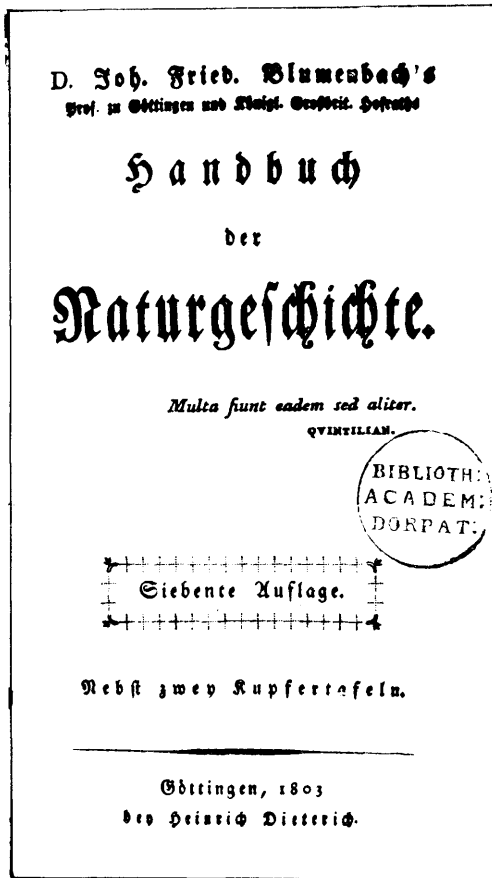 D. Joh. Fried. Blumenbach's
Prof. zu Göttingen und Königl. Großbrit. Hofraths
Handbuch
der
Naturgeschichte.
Multa fiunt eadem sed aliter.
QVINTILIAN.
BIBLIOTH:
ACADEM:
DORPAT:
Siebente Auflage.
Nebst zwey Kupfertafeln.
Göttingen, 1803
bey Heinrich Dieterich.